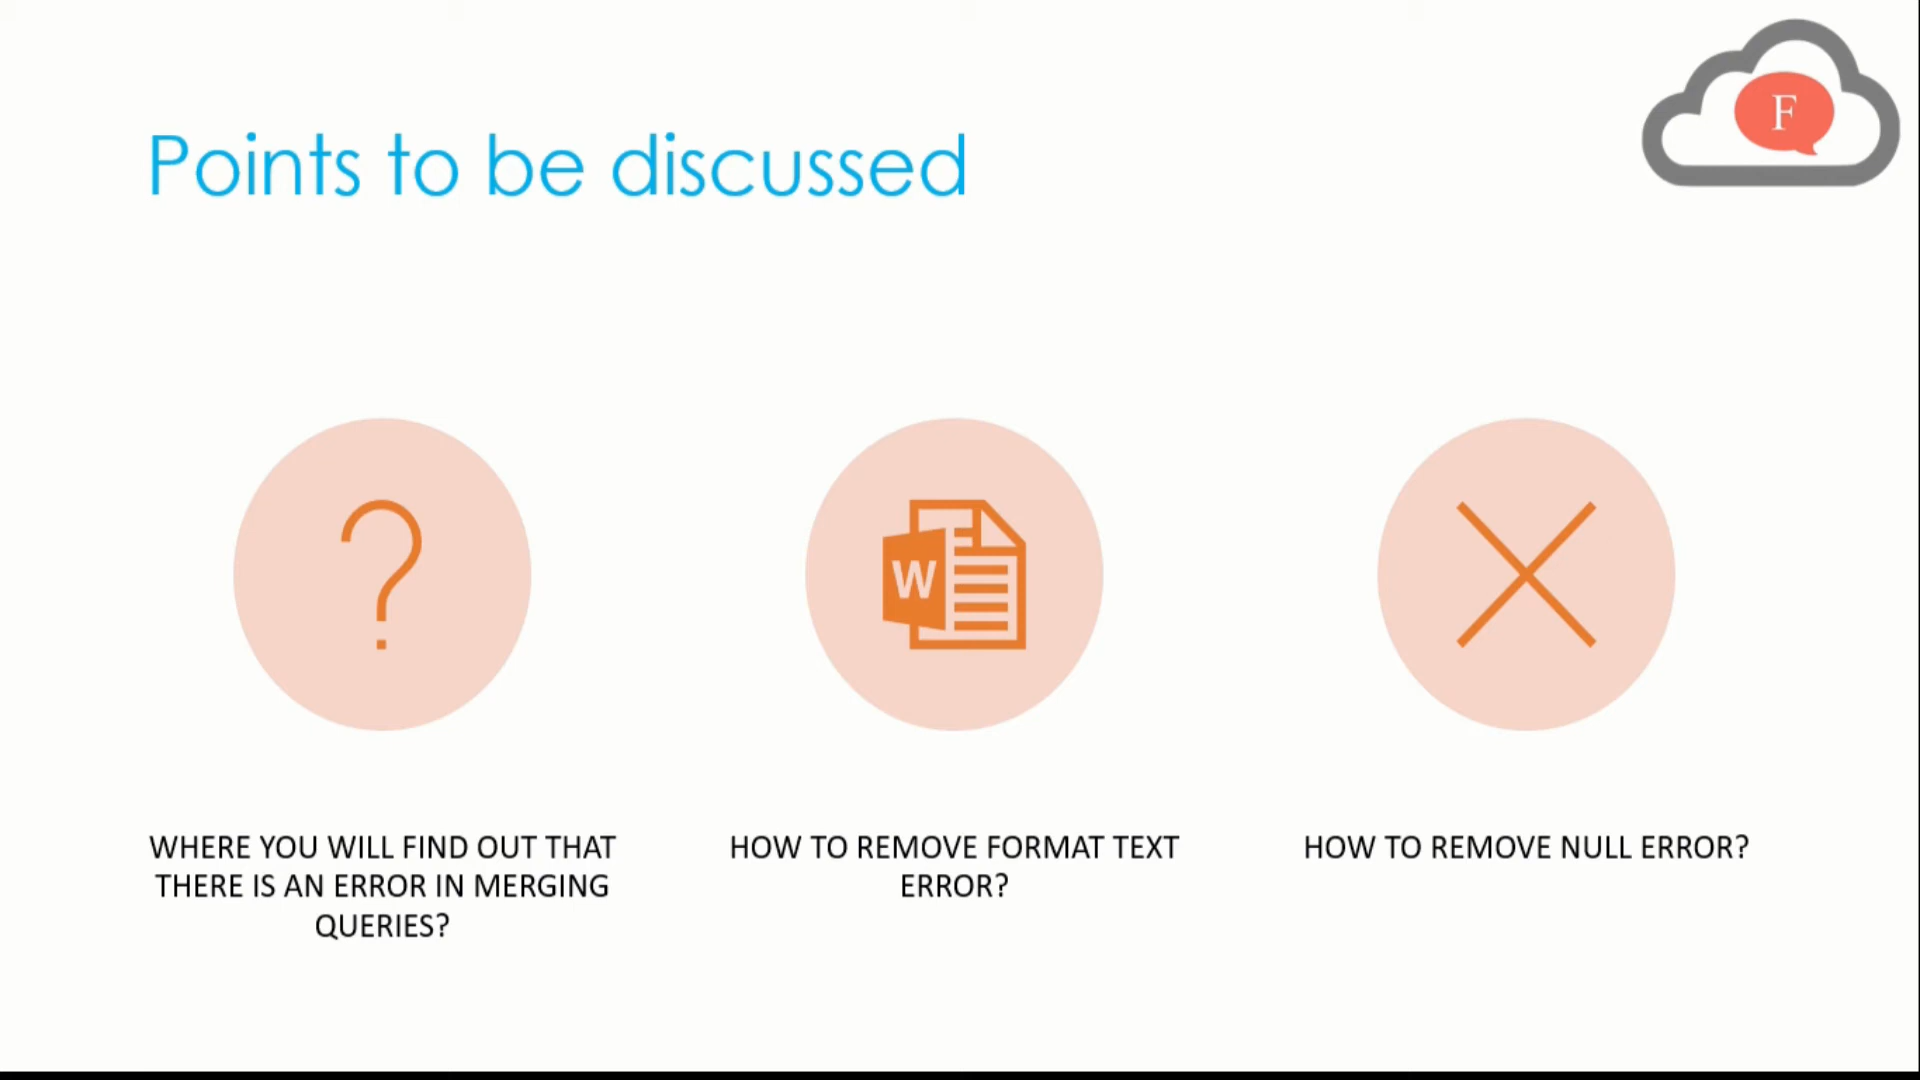 F
Points to be discussed
W
WHERE YOU WILL FIND OUT THAT
THERE IS AN ERROR IN MERGING
QUERIES?
HOW TO REMOVE FORMAT TEXT
ERROR?
HOW TO REMOVE NULL ERROR?